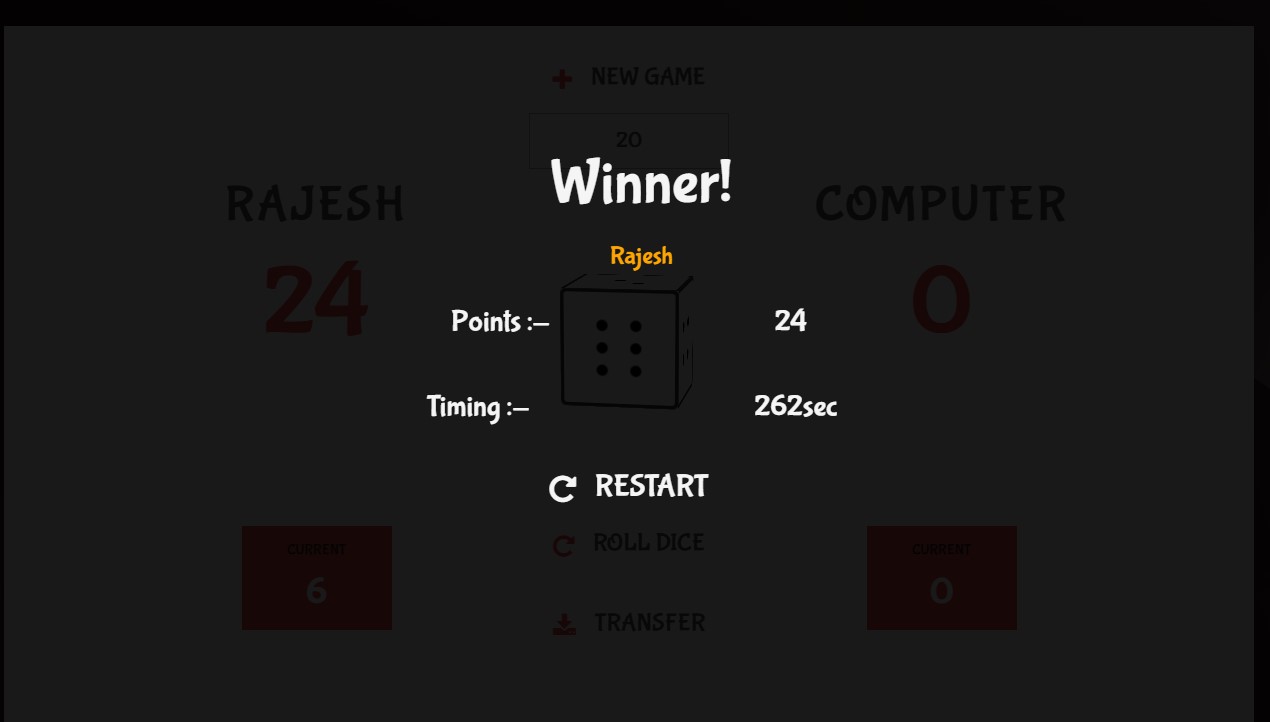 NEW GAME
20
Winner!
RAJESH
COMPUTER
Rajesh
24
0
Points :-
24
Timing :-
262sec
RESTART
CURRENT
6
ROLL DICE
CURRENT
0
TRANSFER